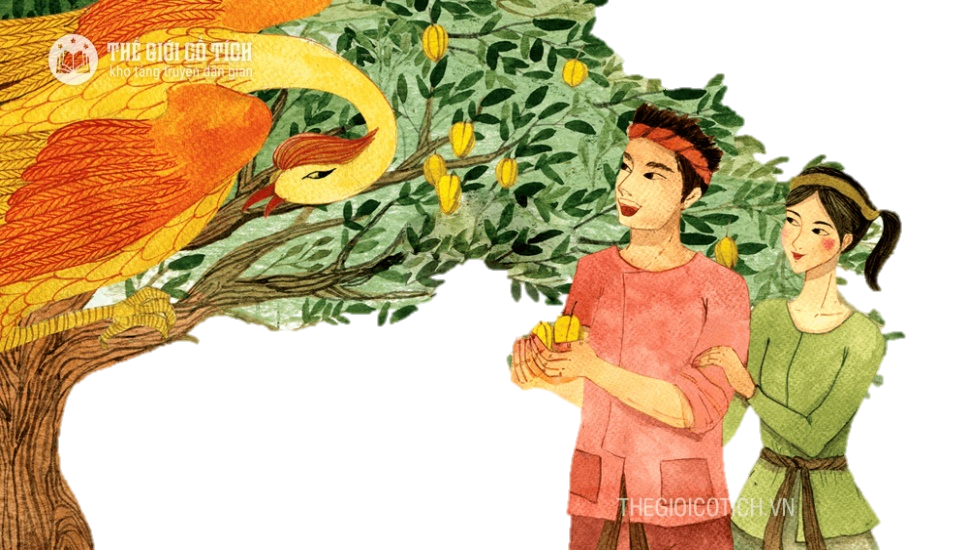 THẾ GIỚI CỔ TÍCH
kho tàng truyện dân gian
THEGIOICOTICH.VN